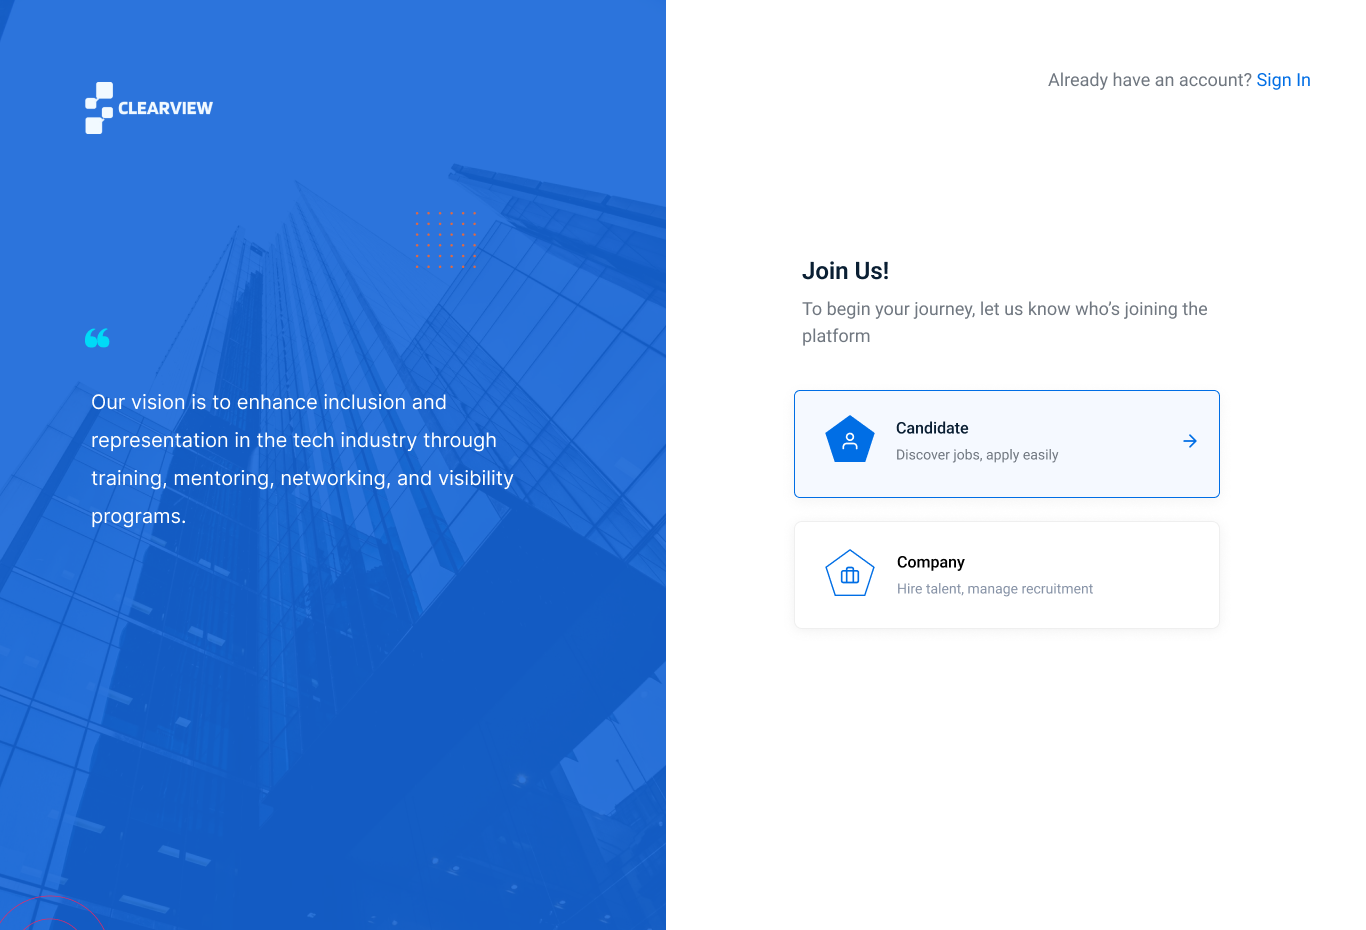 CLEARVIEW
Our vision is to enhance inclusion and
representation in the tech industry through
training, mentoring, networking, and visibility
programs.
Already have an account? Sign In
Join Us!
To begin your journey, let us know who’s joining the
platform
Candidate
Discover jobs, apply easily
Company
Hire talent, manage recruitment